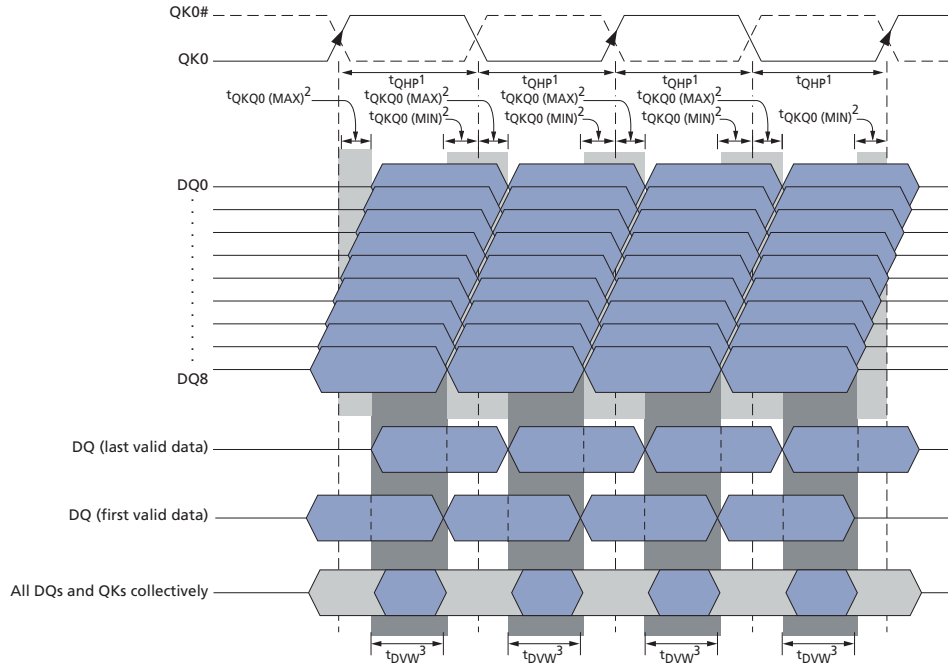 QK0#
QK0
tQHP1 tQHP1 tQHP1 tQHP1
tQKQ0 (MAX)2 tQKQ0 (MAX)2 tQKQ0 (MAX)2 tQKQ0 (MAX)2
tQKQ0 (MIN)2 tQKQ0 (MIN)2 tQKQ0 (MIN)2 tQKQ0 (MIN)2
DQ0
DQ8
DQ (last valid data)
DQ (first valid data)
All DQs and QKs collectively
tDVW3 tDVW3 tDVW3 tDVW3